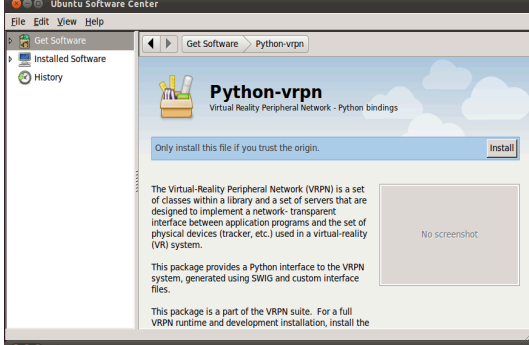 Ubuntu Software Center
File Edit View Help
Get Software
Installed Software
History
Get Software Python-vrpn
Python-vrpn
Virtual Reality Peripheral Network - Python bindings
Only install this file if you trust the origin.
Install
The Virtual-Reality Peripheral Network (VRPN) is a set
of classes within a library and a set of servers that are
designed to implement a network- transparent
interface between application programs and the set of
physical devices (tracker, etc.) used in a virtual-reality
(VR) system.
This package provides a Python interface to the VRPN
system, generated using SWIG and custom interface
files.
This package is a part of the VRPN suite. For a full
VRPN runtime and development installation, install the
No screenshot